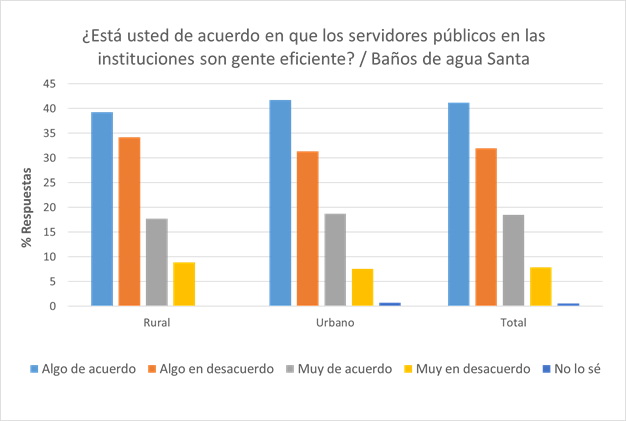 ¿Está usted de acuerdo en que los servidores públicos en las
instituciones son gente eficiente? / Baños de agua Santa
45
40
35
30
25
20
15
10
5
0
% Respuestas
Rural
Urbano
Total
Algo de acuerdo
Algo en desacuerdo
Muy de acuerdo
Muy en desacuerdo
No lo sé